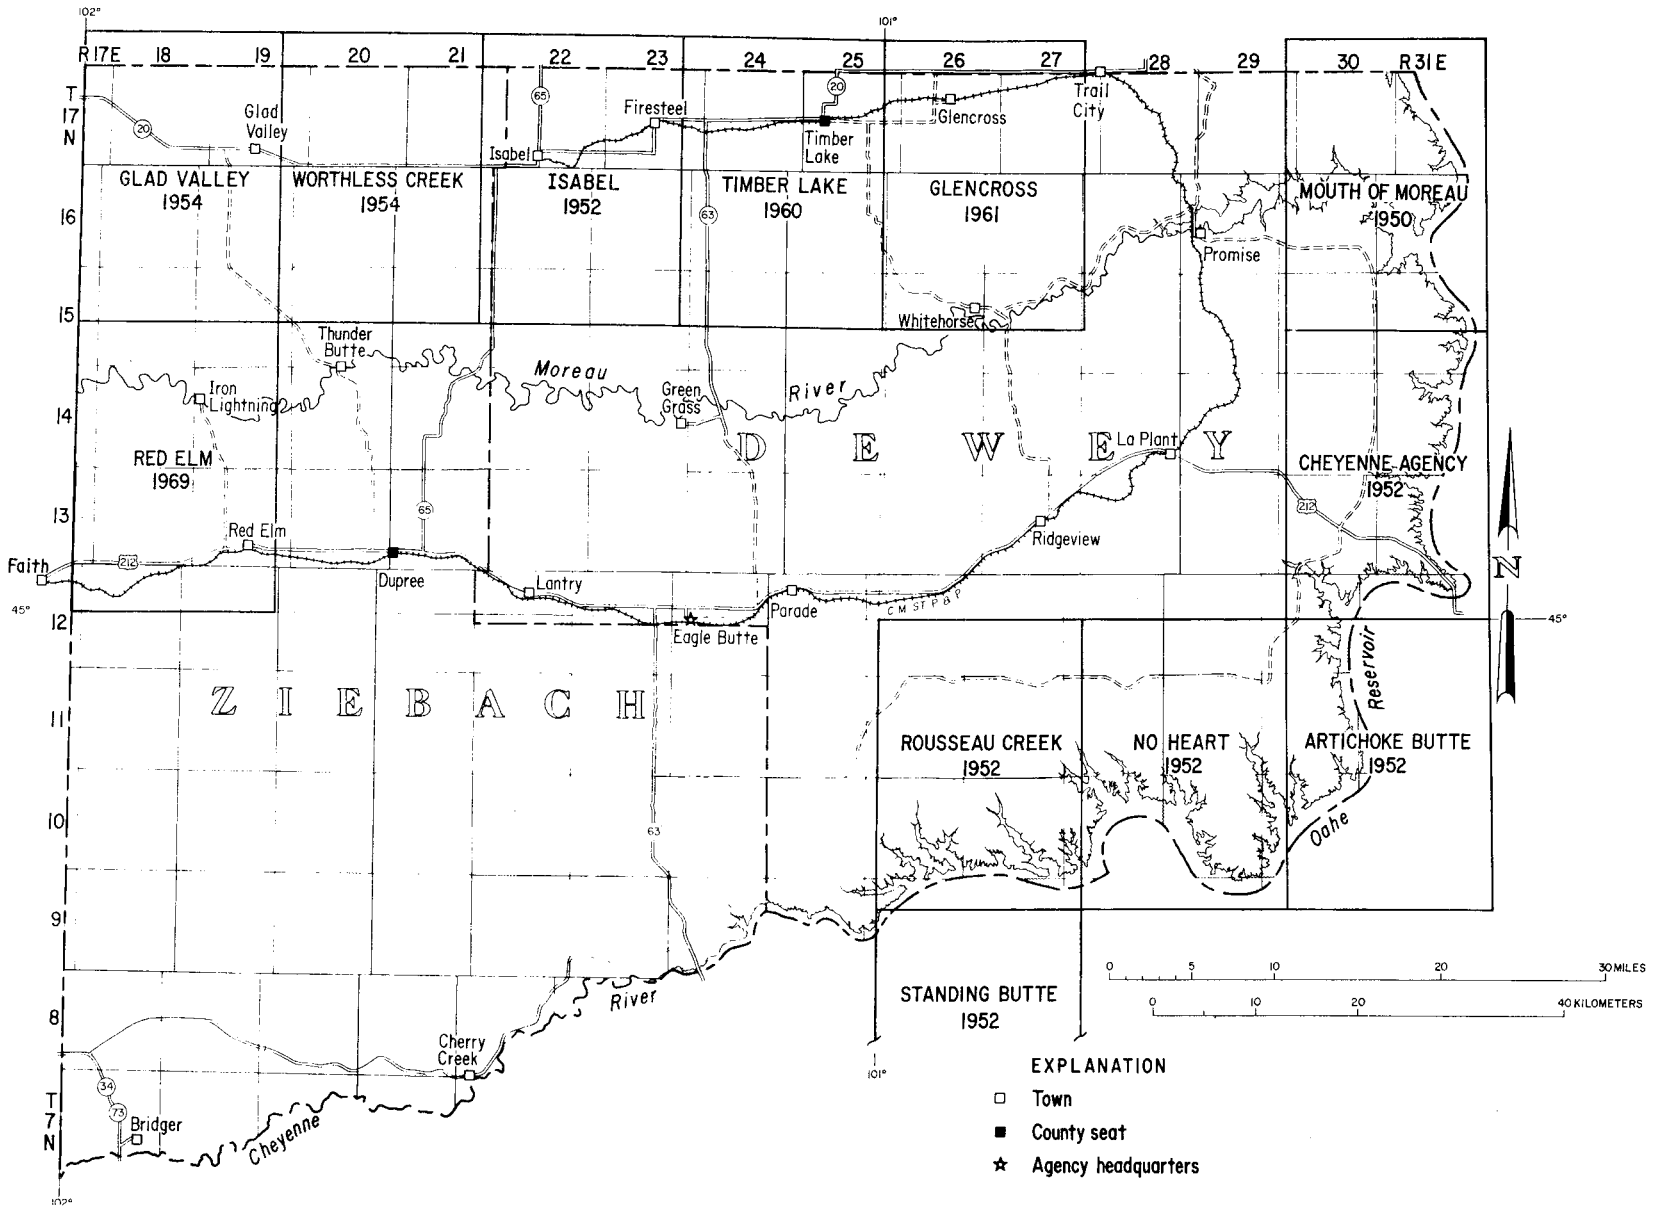 102°
101°
R 17E 18 19 20 21 22 23 24 25 26 27 28 29 30 R 31 E
T
17
N
20
Glad
Valley
65
Firesteel
Isabel
20
Timber
Lake
Glencross
Trail
City
GLAD VALLEY
1954
WORTHLESS CREEK
1954
ISABEL
1952
TIMBER LAKE
1960
GLENCROSS
1961
MOUTH OF MOREAU
1950
16
63
Promise
15
Whitehorse
Thunder
Butte
Moreau
River
Iron
Lightning
Green
Grass
14
D E W E Y
La Plant
RED ELM
1969
CHEYENNE AGENCY
1952
13
65
212
Red Elm
Ridgeview
N
Faith
212
Dupree
Lantry
Parade
C M ST P & P
45°
12
Eagle Butte
45°
Reservoir
Z I E B A C H
11
ROUSSEAU CREEK
1952
NO HEART
1952
ARTICHOKE BUTTE
1952
10
63
Oahe
9
0 5 10 20 30 MILES
0 10 20 40 KILOMETERS
River
STANDING BUTTE
1952
8
Cherry
Creek
101°
EXPLANATION
Town
County seat
Agency headquarters
34
73
T
7
N
Bridger
Cheyenne
102°